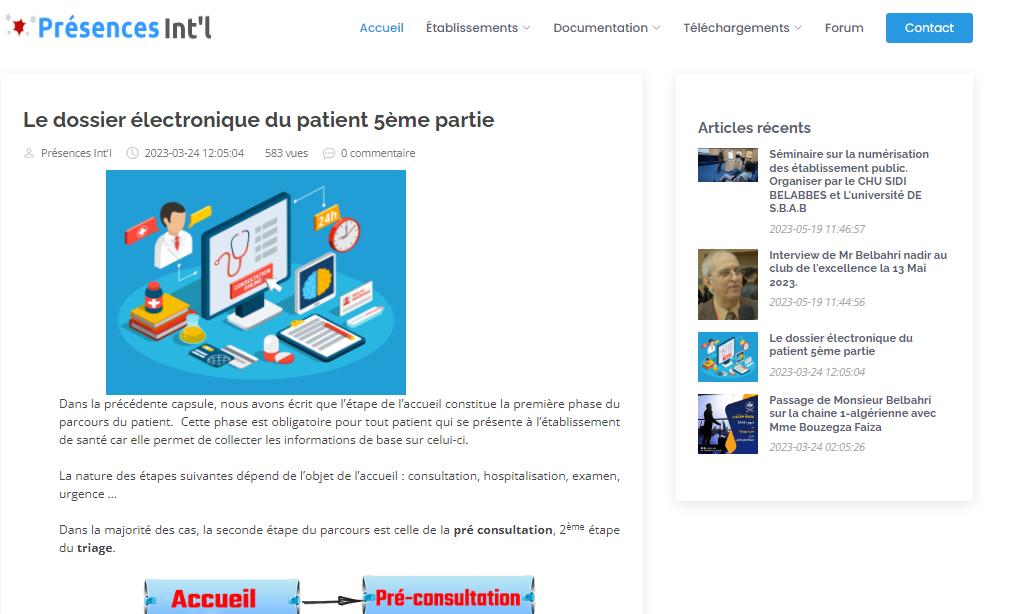 Présences Int'l
Accueil
Établissements
Documentation
Téléchargements
Forum
Contact
Le dossier électronique du patient 5ème partie
Présences Int'l
2023-03-24 12:05:04
583 vues
0 commentaire
24h
CONSULTATION
ONLINE
Dans la précédente capsule, nous avons écrit que l'étape de l'accueil constitue la première phase du
parcours du patient. Cette phase est obligatoire pour tout patient qui se présente à l'établissement
de santé car elle permet de collecter les informations de base sur celui-ci.
La nature des étapes suivantes dépend de l'objet de l'accueil : consultation, hospitalisation, examen,
urgence ...
Dans la majorité des cas, la seconde étape du parcours est celle de la pré consultation, 2ème étape
du triage.
Accueil
Pré-consultation
Articles récents
Séminaire sur la numérisation
des établissement public.
Organiser par le CHU SIDI
BELABBES et L'université DE
S.B.A.B
2023-05-19 11:46:57
Interview de Mr Belbahri nadir au
club de l'excellence la 13 Mai
2023.
2023-05-19 11:44:56
Le dossier électronique du
patient 5ème partie
2023-03-24 12:05:04
Passage de Monsieur Belbahri
sur la chaine 1-algérienne avec
Mme Bouzegza Faiza
2023-03-24 02:05:26